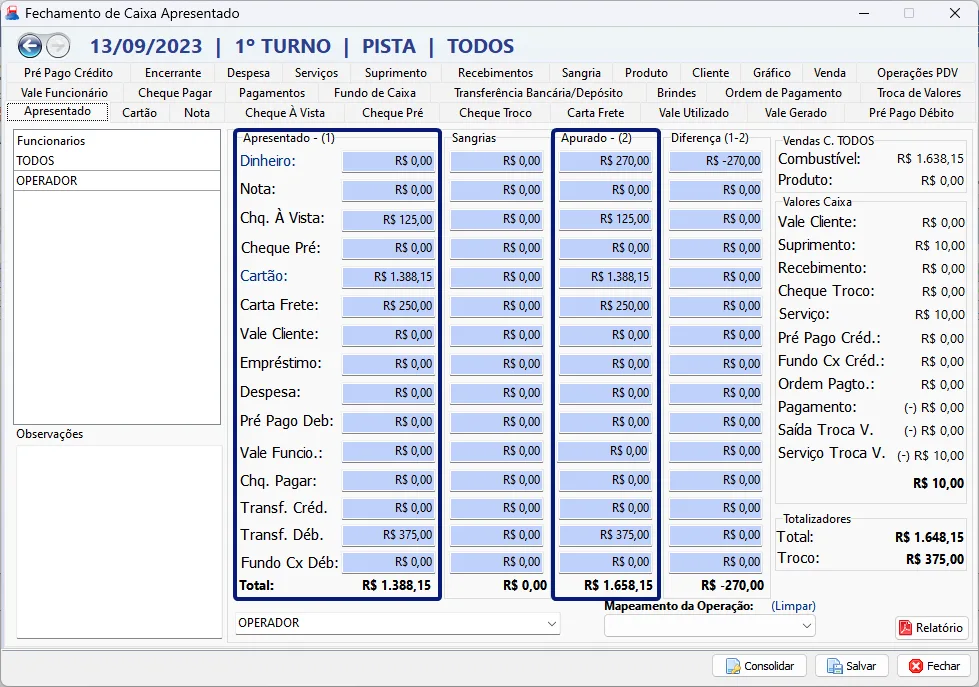 Fechamento de Caixa Apresentado
13/09/2023 | 1º TURNO | PISTA | TODOS
Pré Pago Crédito Encerrante Despesa Serviços Suprimento Recebimentos Sangria Produto Cliente Gráfico Venda Operações PDV
Vale Funcionário Cheque Pagar Pagamentos Fundo de Caixa Transferência Bancária/Depósito Brindes Ordem de Pagamento Troca de Valores
Apresentado Cartão Nota Cheque À Vista Cheque Pré Cheque Troco Carta Frete Vale Utilizado Vale Gerado Pré Pago Débito
Funcionarios
TODOS
OPERADOR
Observações
Apresentado - (1) Sangrias Apurado - (2) Diferença (1-2)
Dinheiro: R$ 0,00 R$ 0,00 R$ 270,00 R$ -270,00
Nota: R$ 0,00 R$ 0,00 R$ 0,00 R$ 0,00
Chq. À Vista: R$ 125,00 R$ 0,00 R$ 125,00 R$ 0,00
Cheque Pré: R$ 0,00 R$ 0,00 R$ 0,00 R$ 0,00
Cartão: R$ 1.388,15 R$ 0,00 R$ 1.388,15 R$ 0,00
Carta Frete: R$ 250,00 R$ 0,00 R$ 250,00 R$ 0,00
Vale Cliente: R$ 0,00 R$ 0,00 R$ 0,00 R$ 0,00
Empréstimo: R$ 0,00 R$ 0,00 R$ 0,00 R$ 0,00
Despesa: R$ 0,00 R$ 0,00 R$ 0,00 R$ 0,00
Pré Pago Deb: R$ 0,00 R$ 0,00 R$ 0,00 R$ 0,00
Vale Funcio.: R$ 0,00 R$ 0,00 R$ 0,00 R$ 0,00
Chq. Pagar: R$ 0,00 R$ 0,00 R$ 0,00 R$ 0,00
Transf. Créd. R$ 0,00 R$ 0,00 R$ 0,00 R$ 0,00
Transf. Déb. R$ 375,00 R$ 0,00 R$ 375,00 R$ 0,00
Fundo Cx Déb: R$ 0,00 R$ 0,00 R$ 0,00 R$ 0,00
Total: R$ 1.388,15 R$ 0,00 R$ 1.658,15 R$ -270,00
OPERADOR
Mapeamento da Operação: (Limpar)
Vendas C. TODOS
Combustível: R$ 1.638,15
Produto: R$ 0,00
Valores Caixa
Vale Cliente: R$ 0,00
Suprimento: R$ 10,00
Recebimento: R$ 0,00
Cheque Troco: R$ 0,00
Serviço: R$ 10,00
Pré Pago Créd.: R$ 0,00
Fundo Cx Créd.: R$ 0,00
Ordem Pagto.: R$ 0,00
Pagamento: (-) R$ 0,00
Saída Troca V. (-) R$ 0,00
Serviço Troca V. (-) R$ 10,00
R$ 10,00
Totalizadores
Total: R$ 1.648,15
Troco: R$ 375,00
Relatório
Consolidar Salvar Fechar